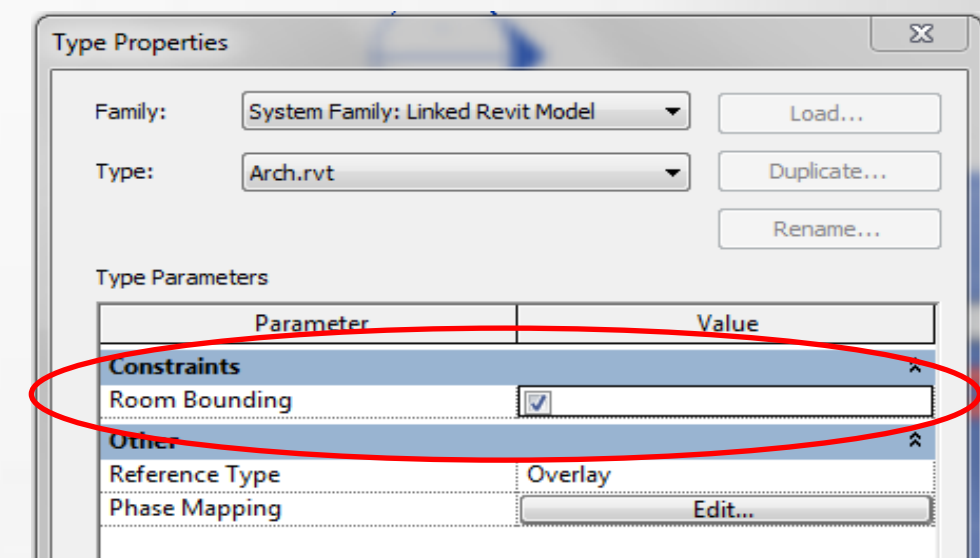 Type Properties
Family: System Family: Linked Revit Model Load...
Type: Arch.rvt Duplicate...
Rename...
Type Parameters
Parameter Value
Constraints
Room Bounding
Other
Reference Type Overlay
Phase Mapping Edit...